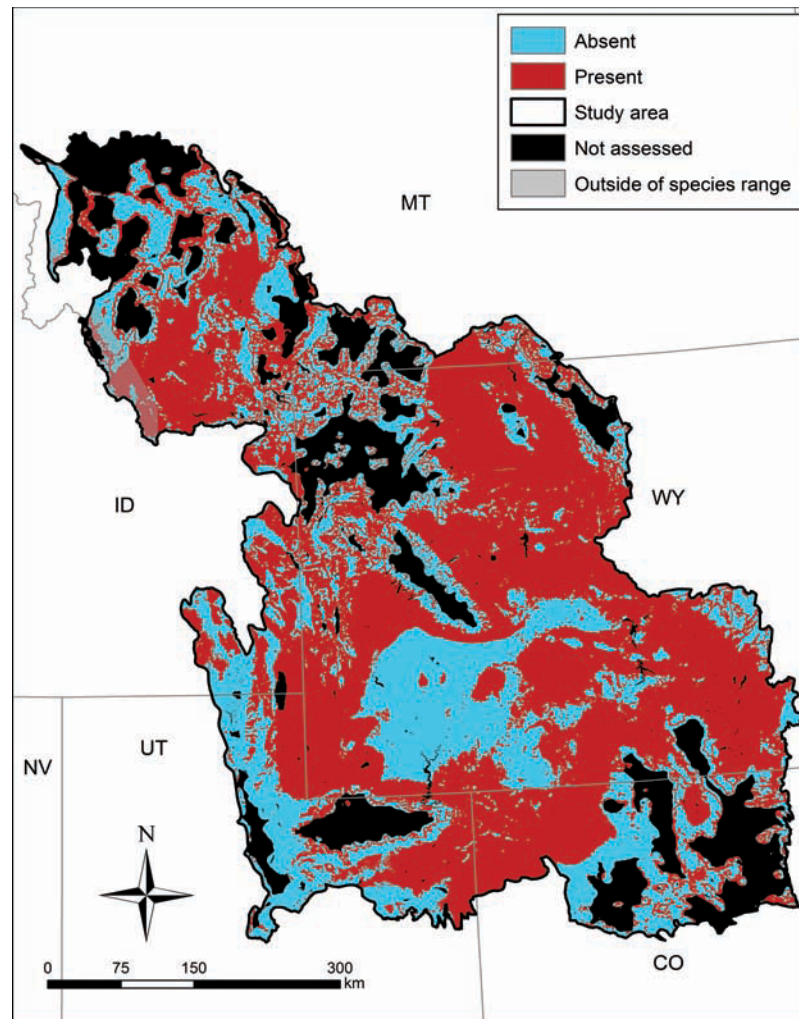 Absent
Present
Study area
Not assessed
Outside of species range
MT
ID
WY
NV
UT
N
CO
0 75 150 300
km